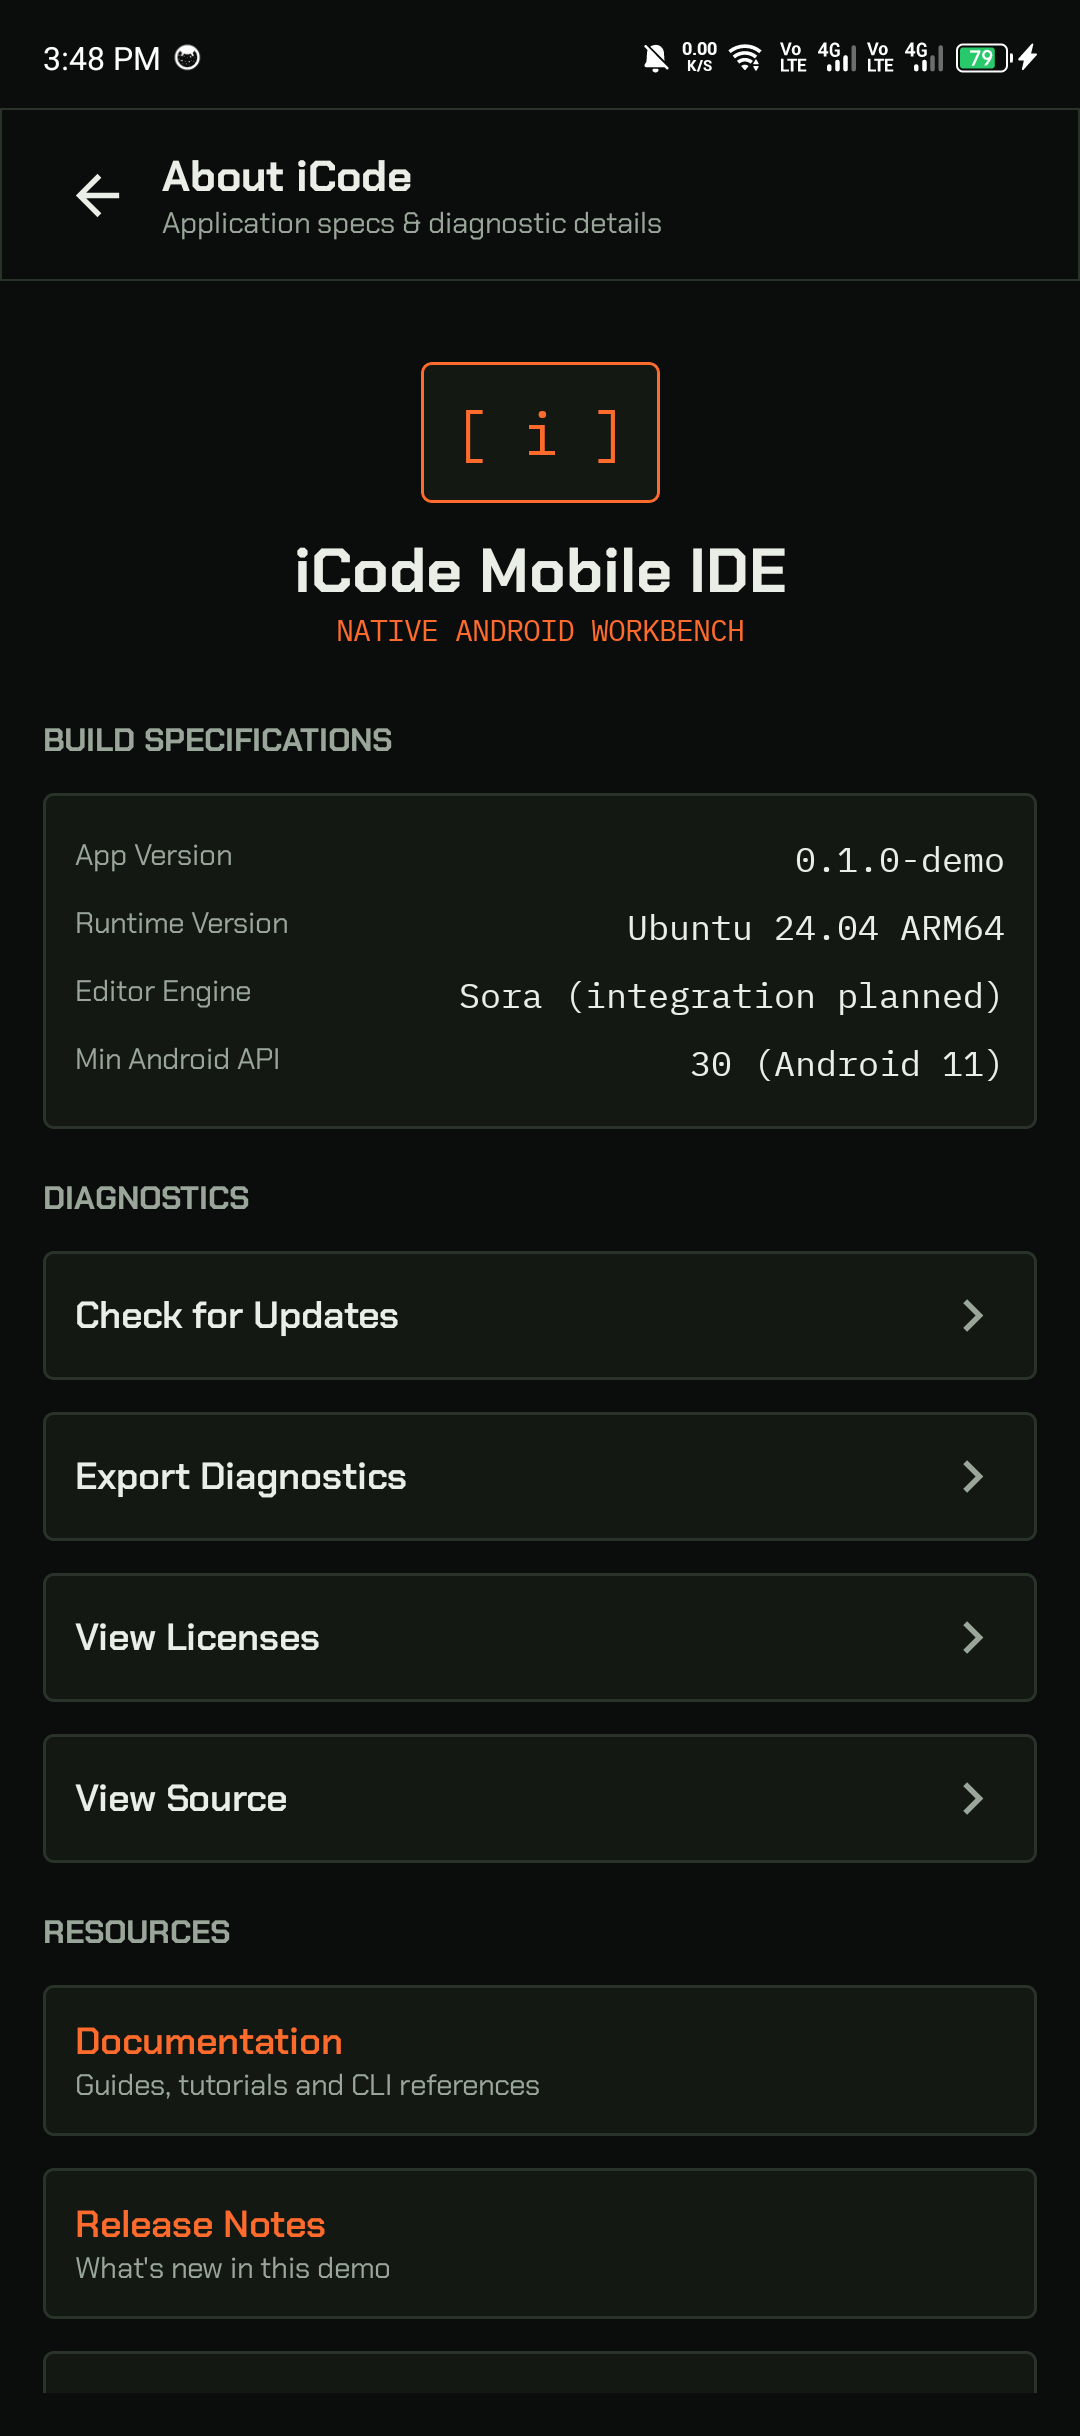 3:48 PM
0.00 K/S
Vo LTE 4G Vo LTE 4G 79
About iCode
Application specs & diagnostic details
[ i ]
iCode Mobile IDE
NATIVE ANDROID WORKBENCH
BUILD SPECIFICATIONS
App Version 0.1.0-demo
Runtime Version Ubuntu 24.04 ARM64
Editor Engine Sora (integration planned)
Min Android API 30 (Android 11)
DIAGNOSTICS
Check for Updates
Export Diagnostics
View Licenses
View Source
RESOURCES
Documentation
Guides, tutorials and CLI references
Release Notes
What's new in this demo